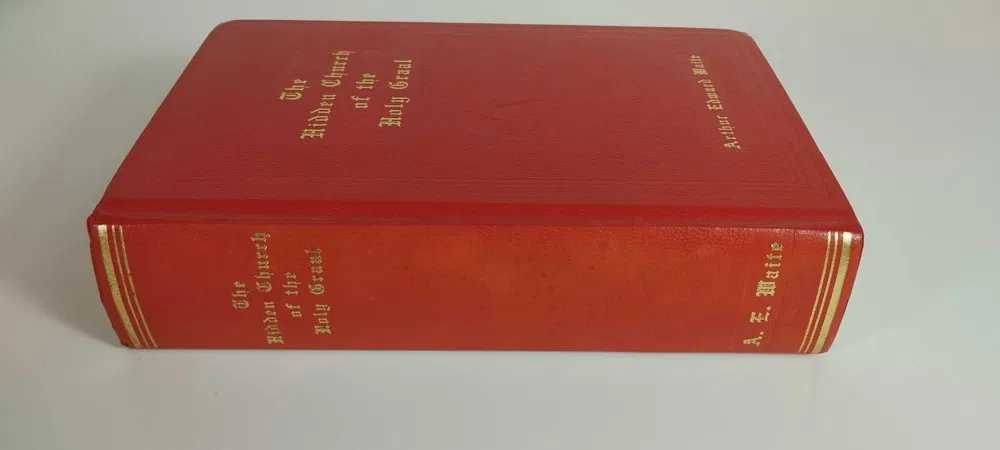 The
Hidden Church
of the
Holy Graal
Arthur Edward Waite
The
Hidden Church
of the
Holy Graal
A. E. Waite